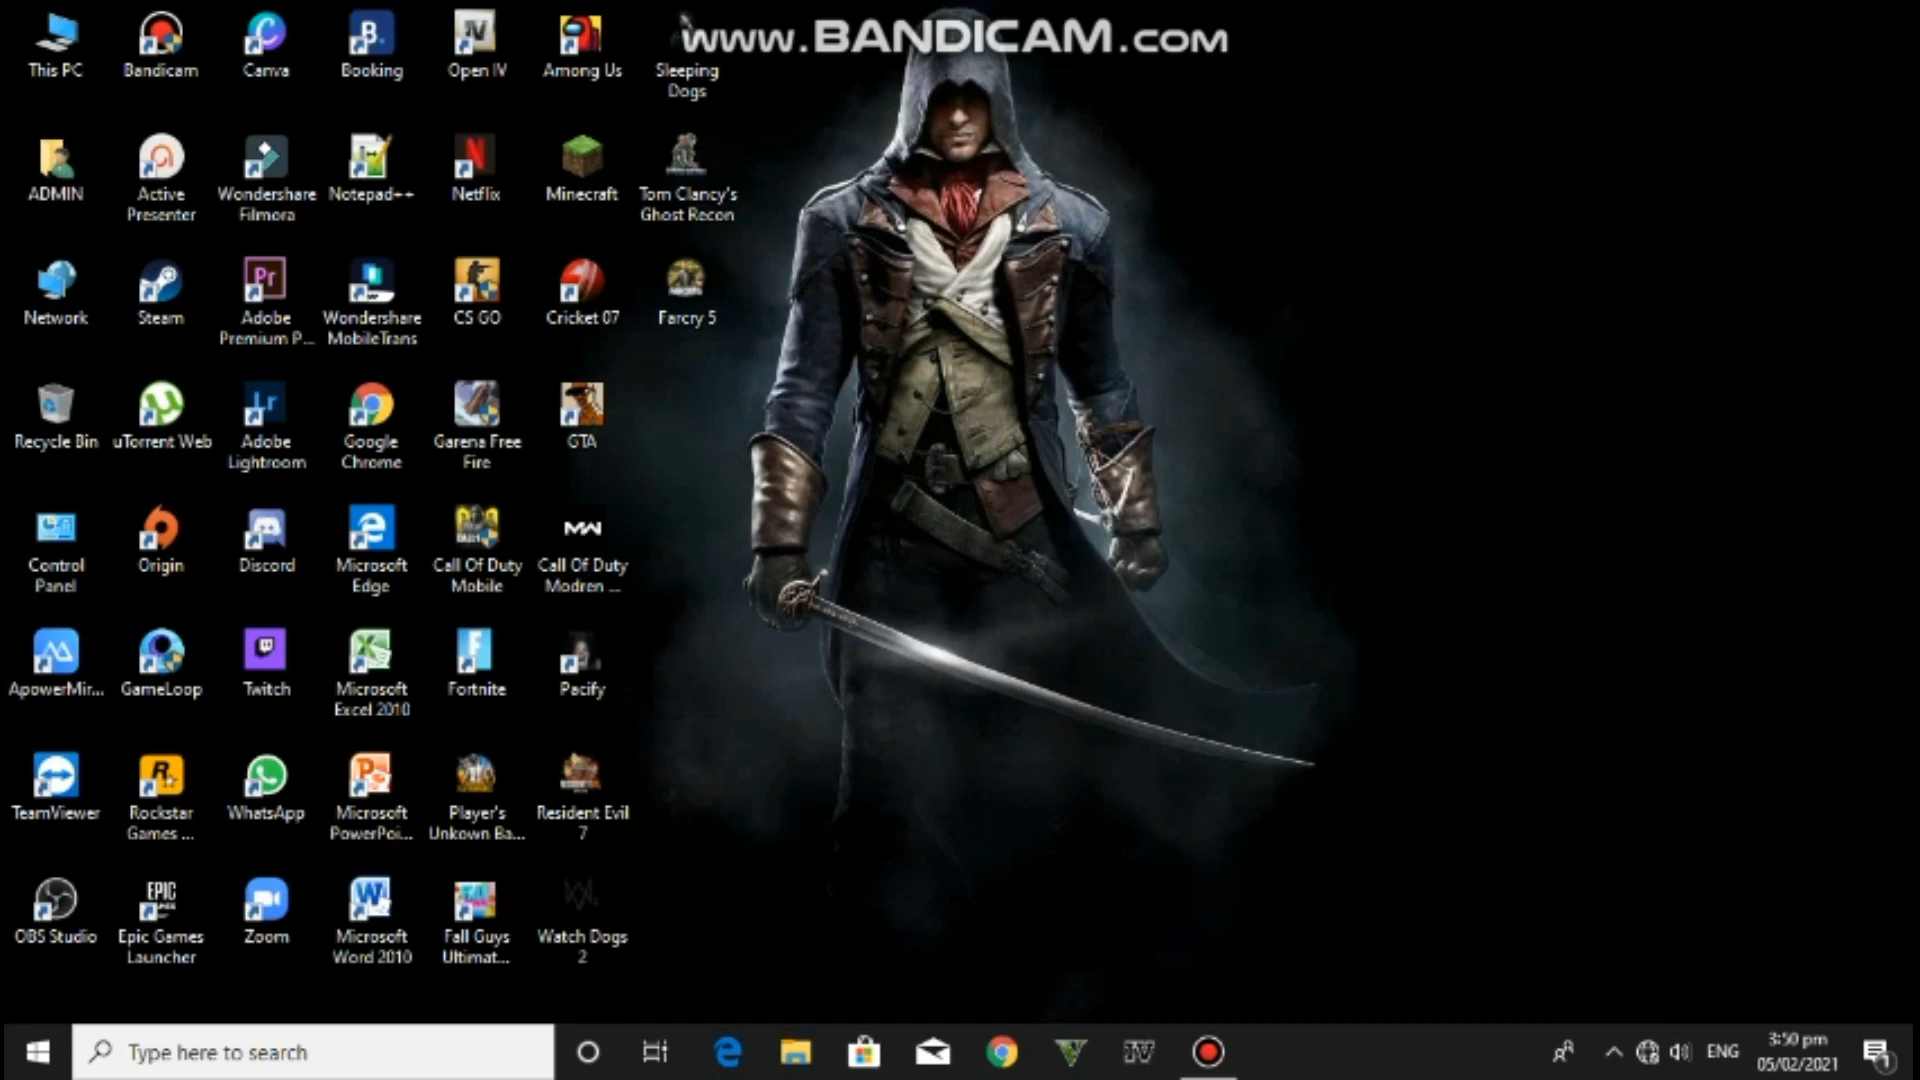 www.BANDICAM.com
This PC
Bandicam
Canva
Booking
Open IV
Among Us
Sleeping
Dogs
ADMIN
Active
Presenter
Wondershare
Filmora
Notepad++
Netflix
Minecraft
Tom Clancy's
Ghost Recon
Network
Steam
Adobe
Premium P...
Wondershare
MobileTrans
CS GO
Cricket 07
Farcry 5
Recycle Bin
uTorrent Web
Adobe
Lightroom
Google
Chrome
Garena Free
Fire
GTA
Control
Panel
Origin
Discord
Microsoft
Edge
Call Of Duty
Mobile
Call Of Duty
Modren ...
ApowerMir...
GameLoop
Twitch
Microsoft
Excel 2010
Fortnite
Pacify
TeamViewer
Rockstar
Games ...
WhatsApp
Microsoft
PowerPoi...
Player's
Unkown Ba...
Resident Evil
7
OBS Studio
Epic Games
Launcher
Zoom
Microsoft
Word 2010
Fall Guys
Ultimat...
Watch Dogs
2
Type here to search
ENG
3:50 pm
05/02/2021